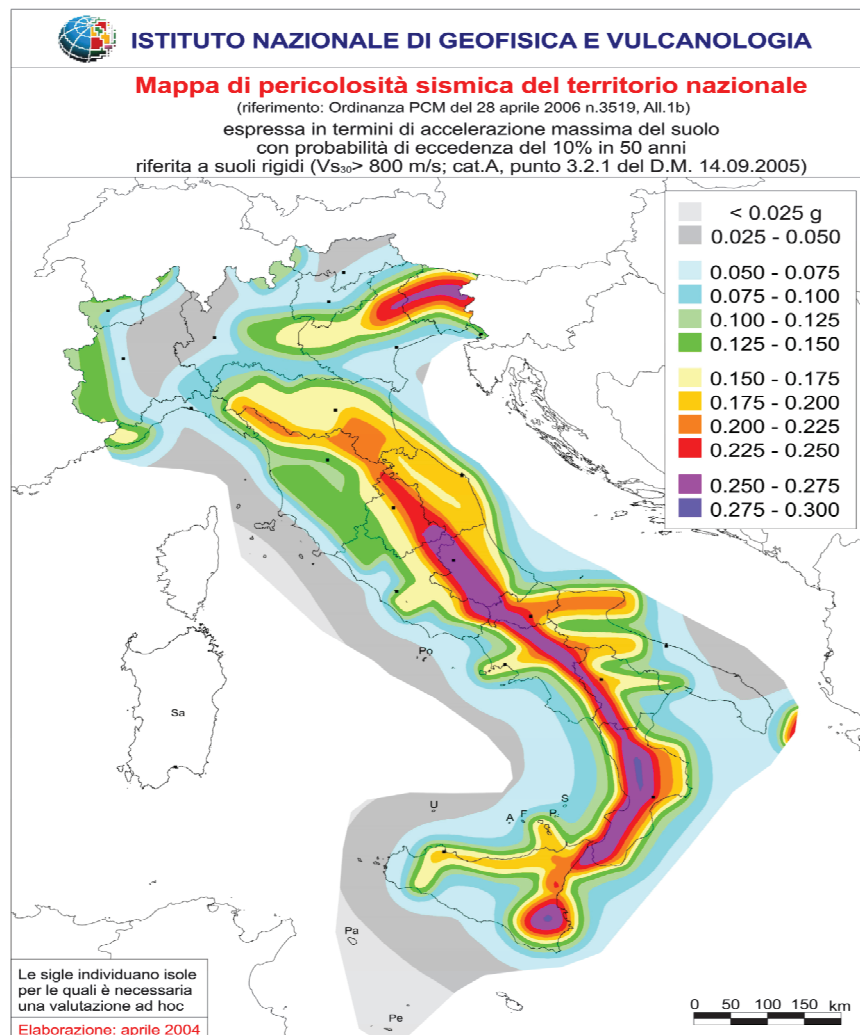 ISTITUTO NAZIONALE DI GEOFISICA E VULCANOLOGIA
Mappa di pericolosità sismica del territorio nazionale
(riferimento: Ordinanza PCM del 28 aprile 2006 n.3519, All.1b)
espressa in termini di accelerazione massima del suolo
con probabilità di eccedenza del 10% in 50 anni
riferita a suoli rigidi (Vs30> 800 m/s; cat.A, punto 3.2.1 del D.M. 14.09.2005)
< 0.025 g
0.025 - 0.050
0.050 - 0.075
0.075 - 0.100
0.100 - 0.125
0.125 - 0.150
0.150 - 0.175
0.175 - 0.200
0.200 - 0.225
0.225 - 0.250
0.250 - 0.275
0.275 - 0.300
Po
Sa
U
A
F
P
S
Pa
Pe
Le sigle individuano isole
per le quali è necessaria
una valutazione ad hoc
Elaborazione: aprile 2004
0 50 100 150 km